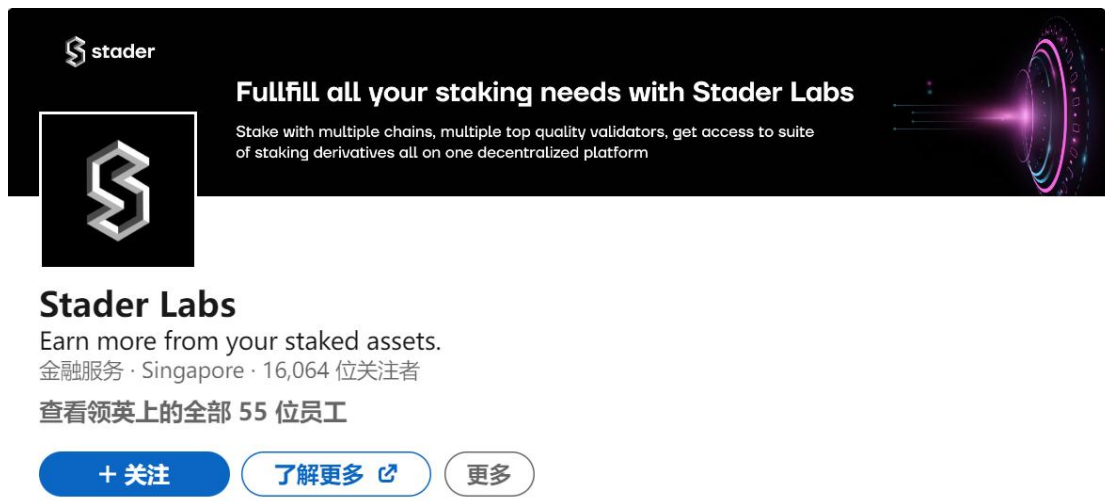 stader
Fullfill all your staking needs with Stader Labs
Stake with multiple chains, multiple top quality validators, get access to suite
of staking derivatives all on one decentralized platform
Stader Labs
Earn more from your staked assets.
金融服务 · Singapore · 16,064 位关注者
查看领英上的全部 55 位员工
+ 关注 了解更多 更多